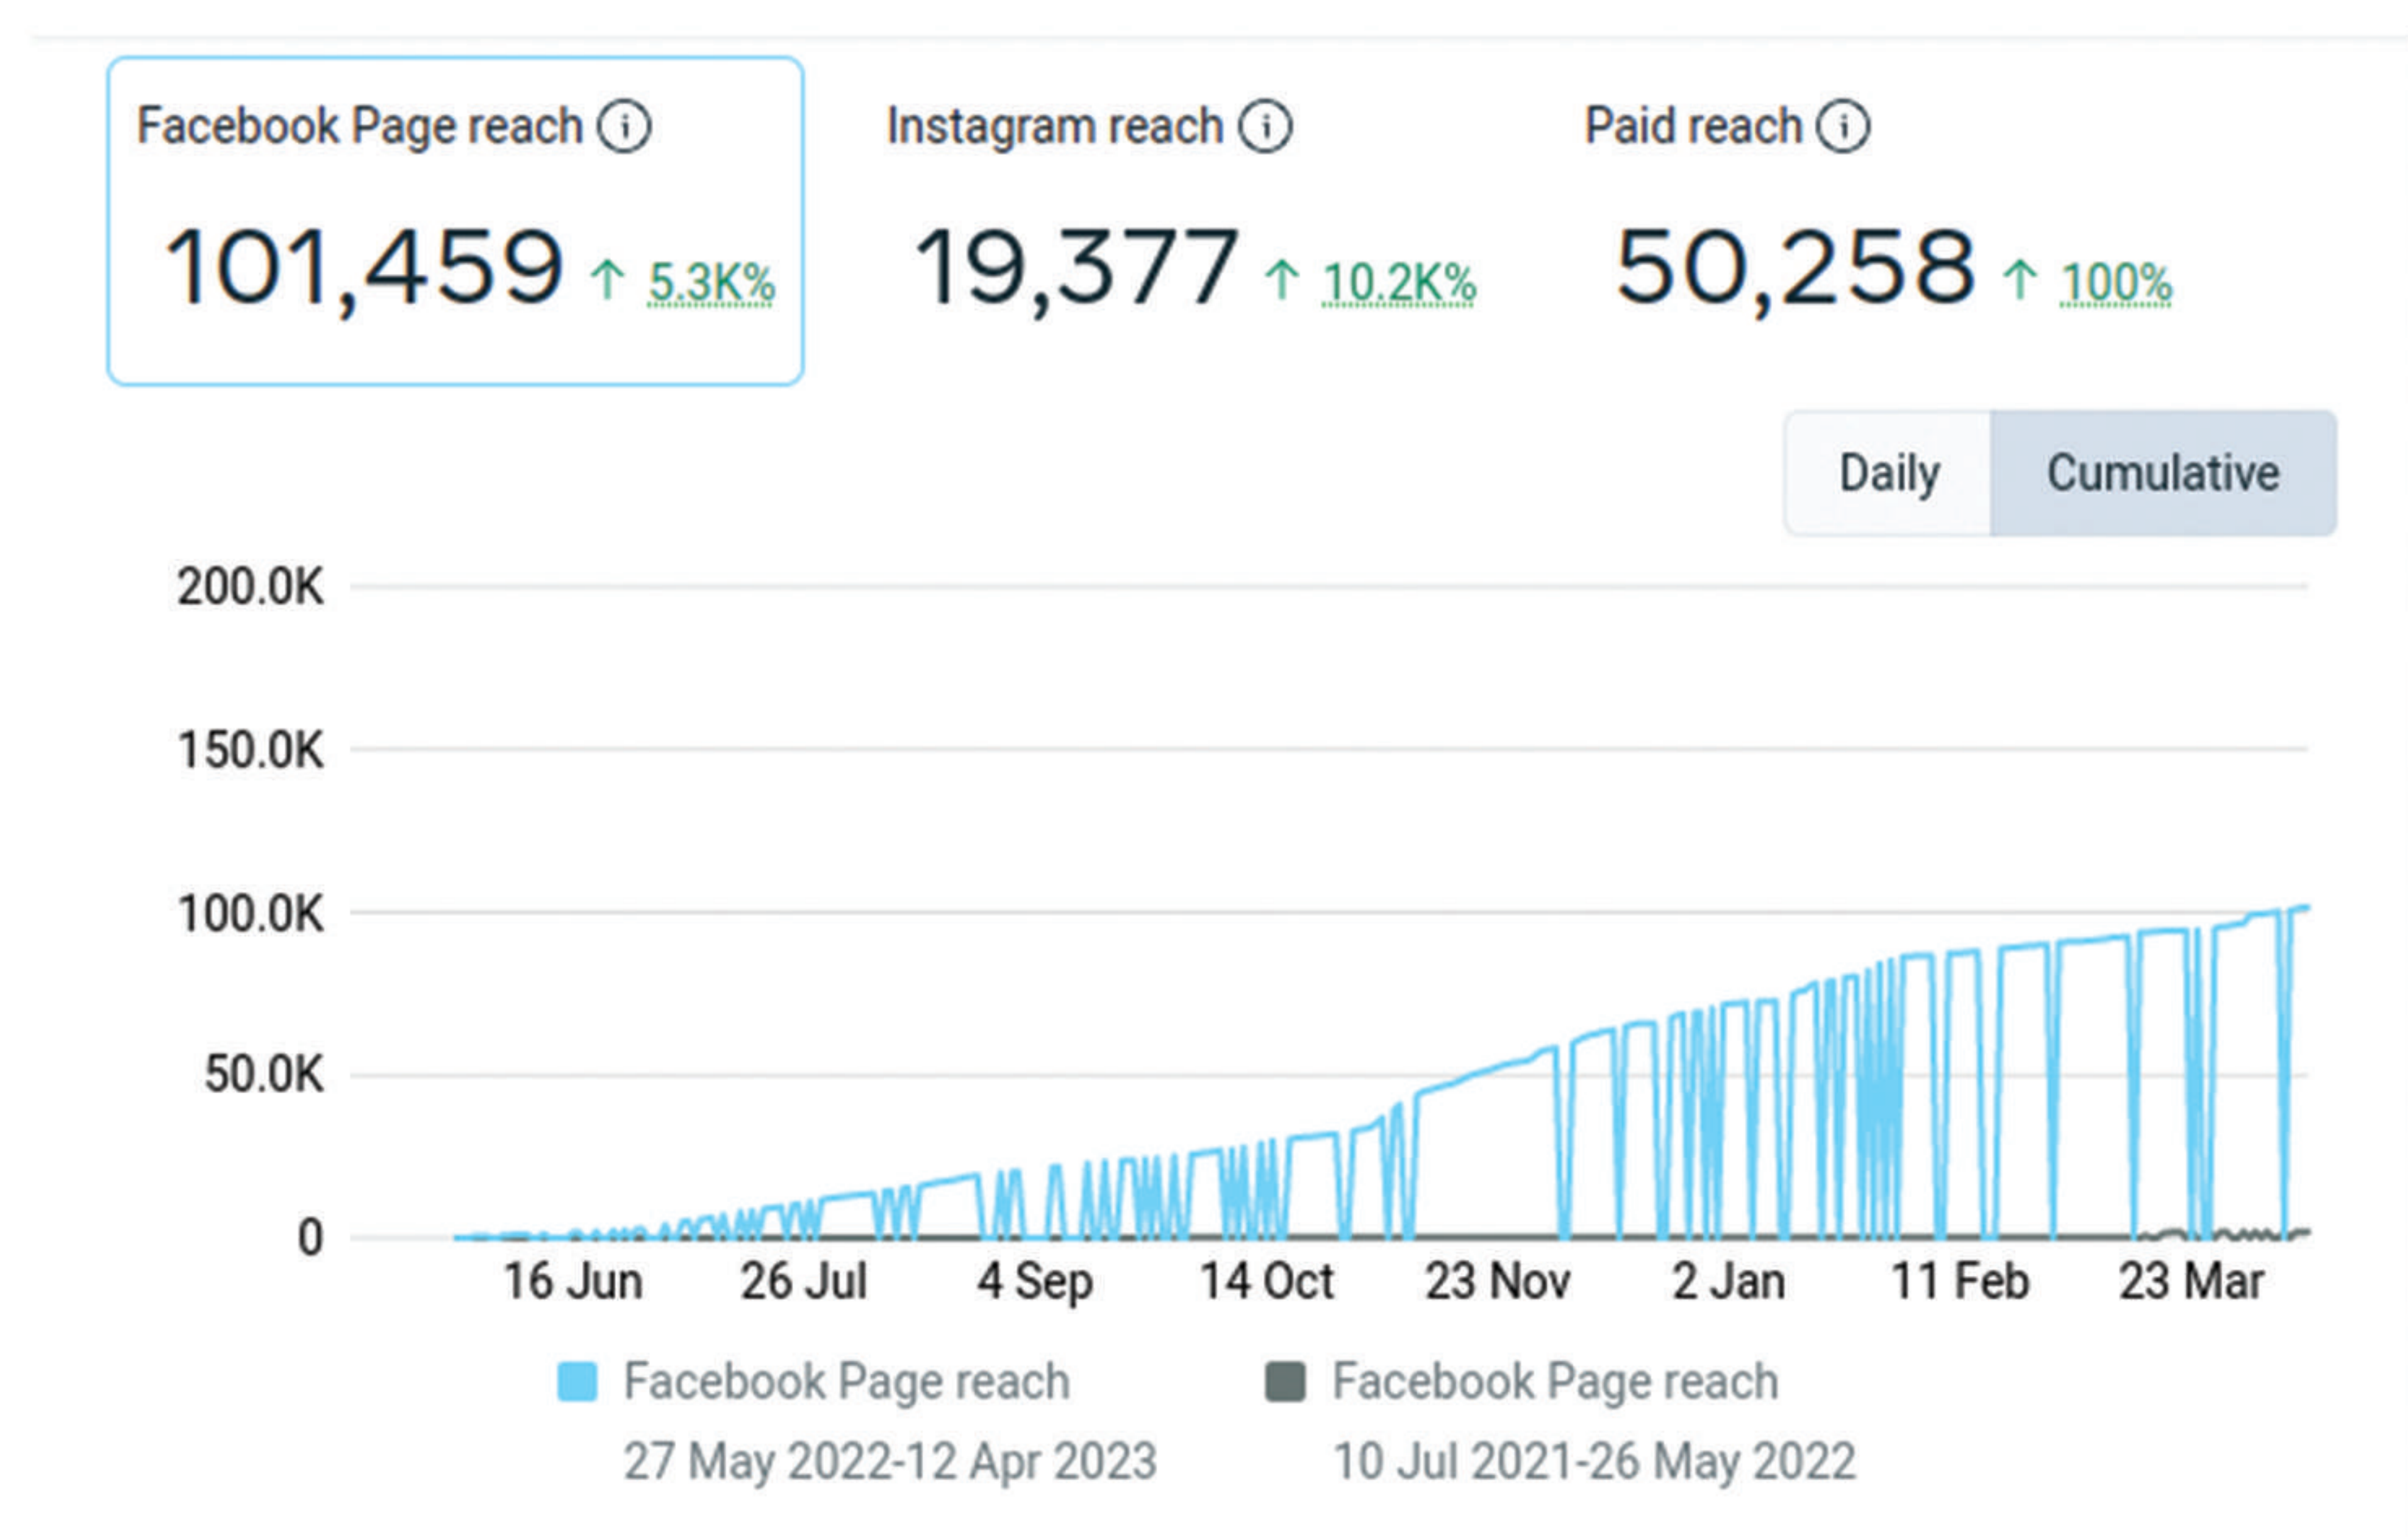 Facebook Page reach
101,459 ↑ 5.3K%
Instagram reach
19,377 ↑ 10.2K%
Paid reach
50,258 ↑ 100%
Daily
Cumulative
200.0K
150.0K
100.0K
50.0K
0
16 Jun 26 Jul 4 Sep 14 Oct 23 Nov 2 Jan 11 Feb 23 Mar
Facebook Page reach
27 May 2022-12 Apr 2023
Facebook Page reach
10 Jul 2021-26 May 2022